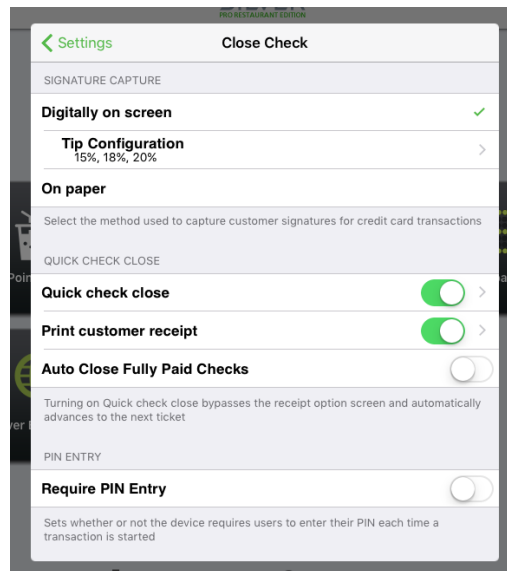 PRO RESTAURANT EDITION
Settings
Close Check
SIGNATURE CAPTURE
Digitally on screen
Tip Configuration
15%, 18%, 20%
On paper
Select the method used to capture customer signatures for credit card transactions
QUICK CHECK CLOSE
Quick check close
Print customer receipt
Auto Close Fully Paid Checks
Turning on Quick check close bypasses the receipt option screen and automatically
advances to the next ticket
PIN ENTRY
Require PIN Entry
Sets whether or not the device requires users to enter their PIN each time a
transaction is started